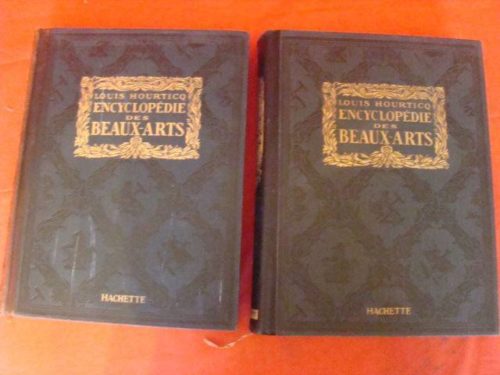 LOUIS HOURTICQ
ENCYCLOPÉDIE
DES
BEAUX-ARTS
HACHETTE
LOUIS HOURTICQ
ENCYCLOPÉDIE
DES
BEAUX-ARTS
HACHETTE